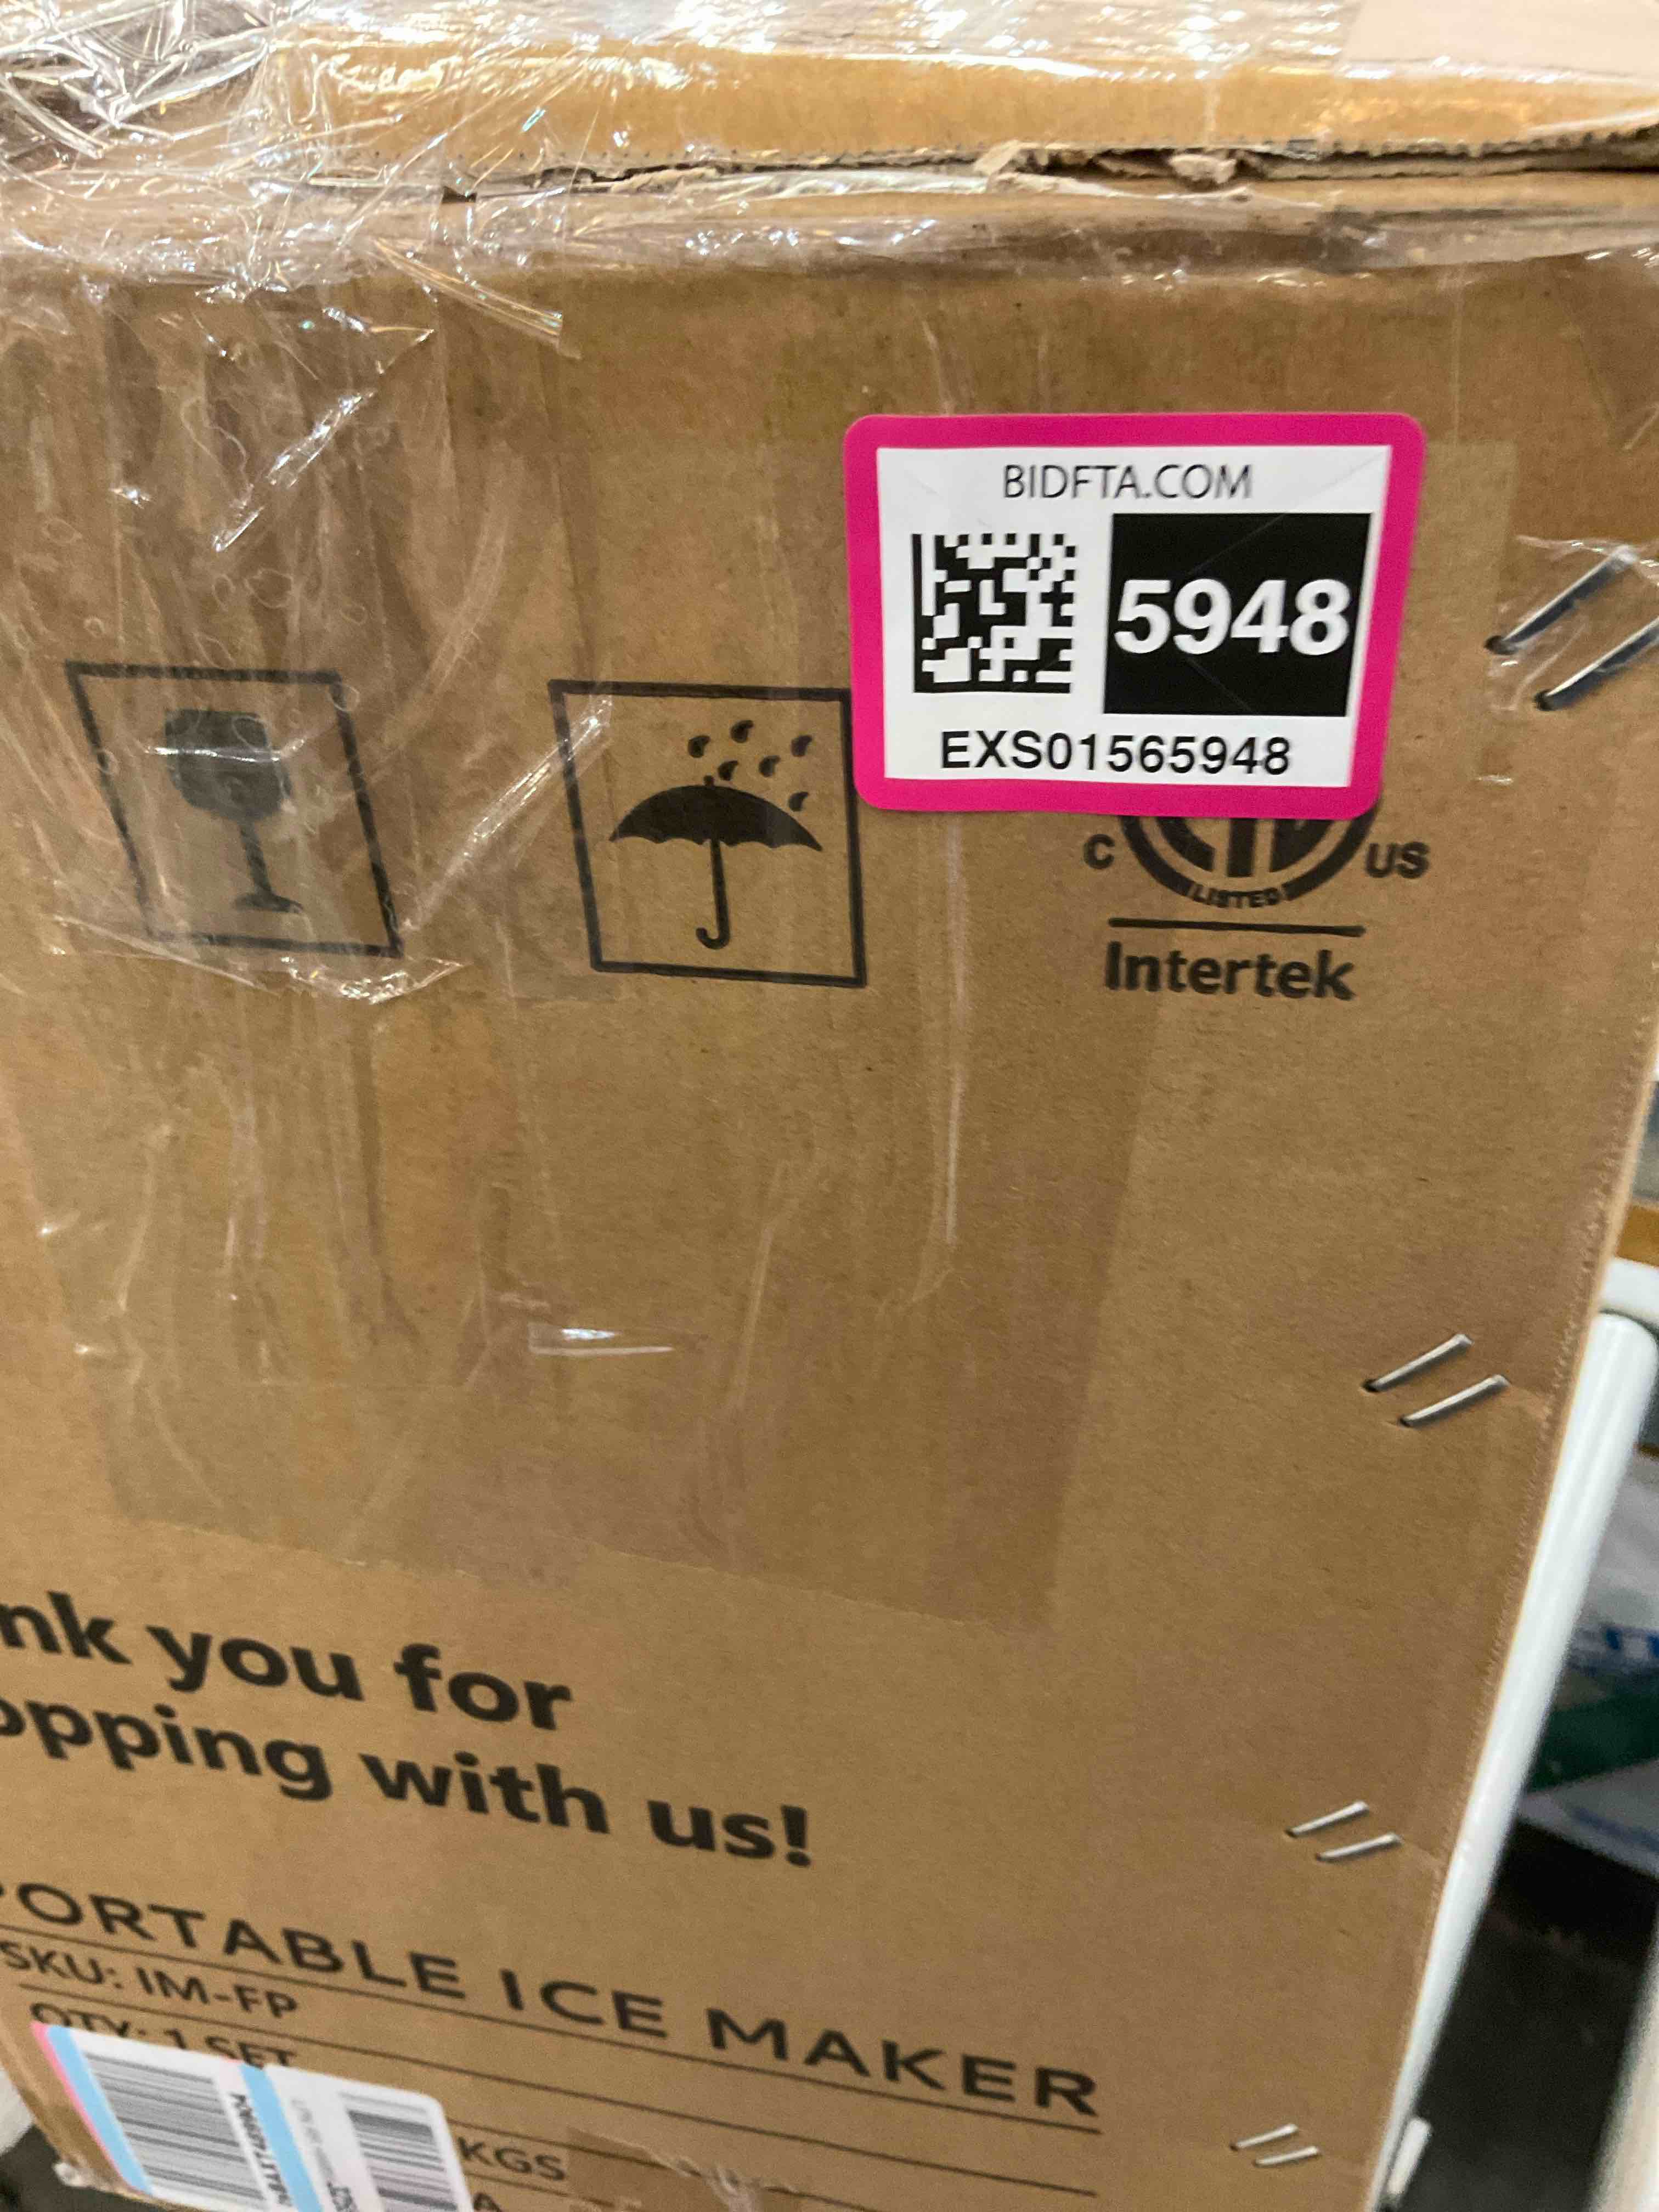 BIDFTA.COM
5948
EXS01565948
C LISTED US
Intertek
nk you for
opping with us!
ORTABLE ICE MAKER
SKU: IM-FP
QTY: 1 SET
KGS